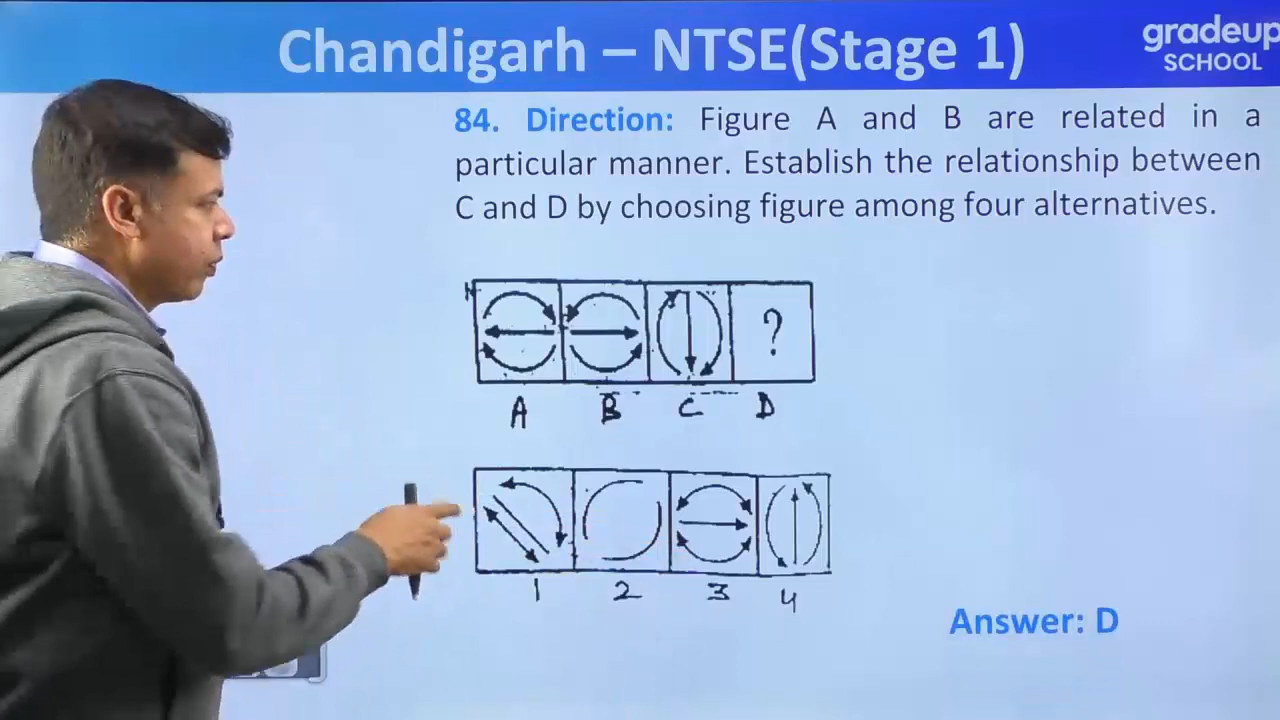 Chandigarh – NTSE(Stage 1)
gradeup
SCHOOL
84. Direction: Figure A and B are related in a
particular manner. Establish the relationship between
C and D by choosing figure among four alternatives.
?
A B C D
1 2 3 4
Answer: D